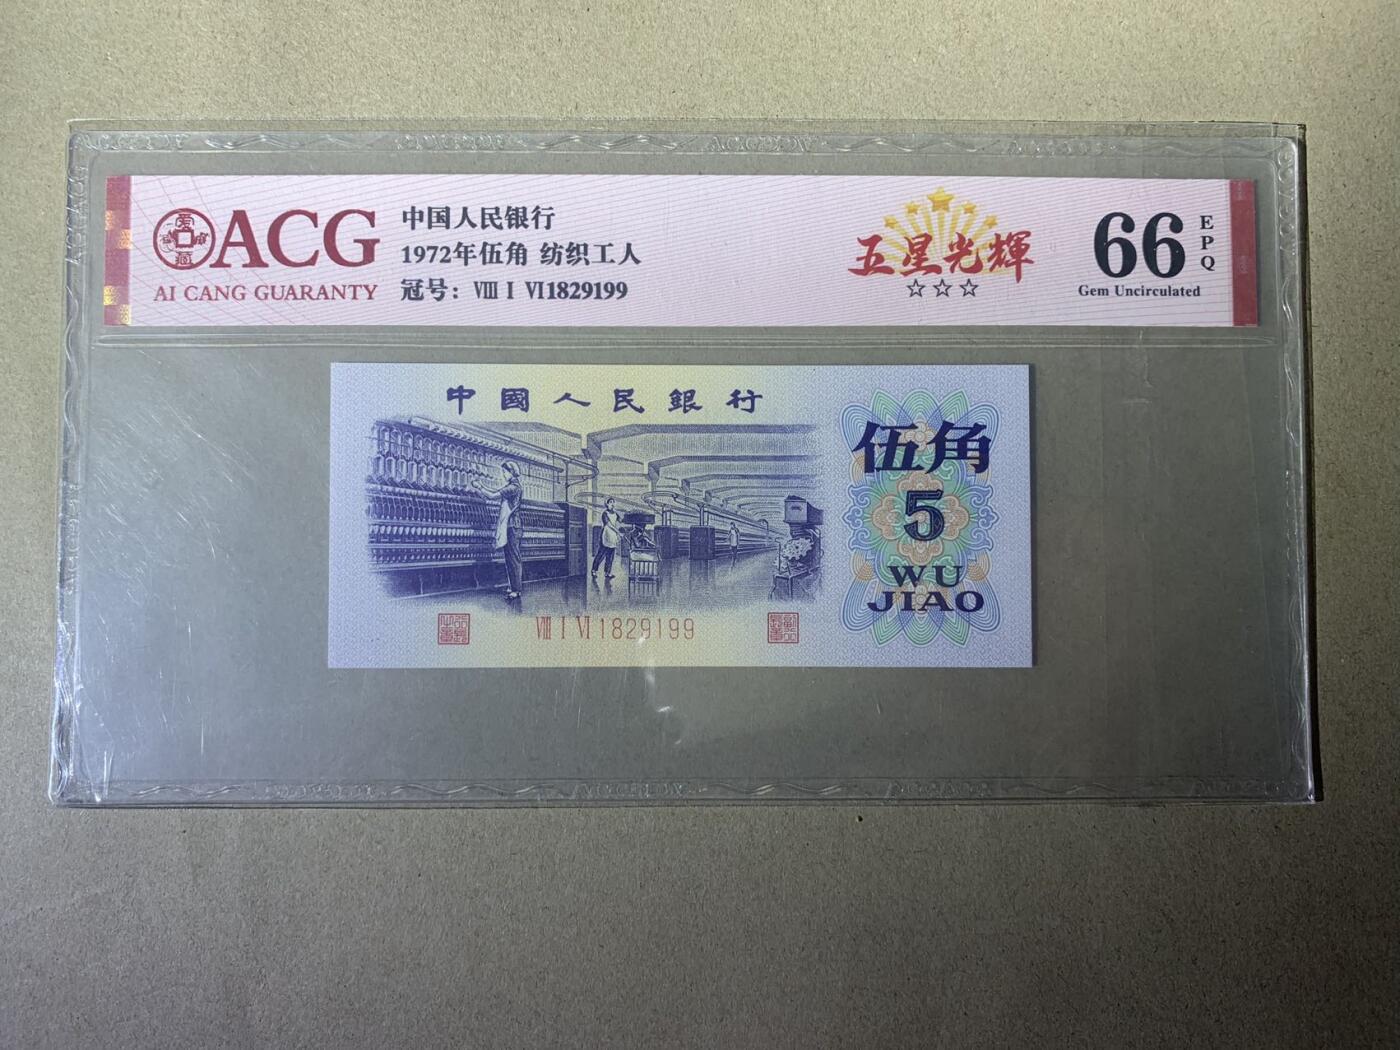 ACG
AI CANG GUARANTY
中国人民银行
1972年伍角 纺织工人
冠号: Ⅷ Ⅰ Ⅵ1829199
五星光輝
☆☆☆
66
EPQ
Gem Uncirculated
中國人民銀行
伍角
5
WU
JIAO
Ⅷ Ⅰ Ⅵ 1829199